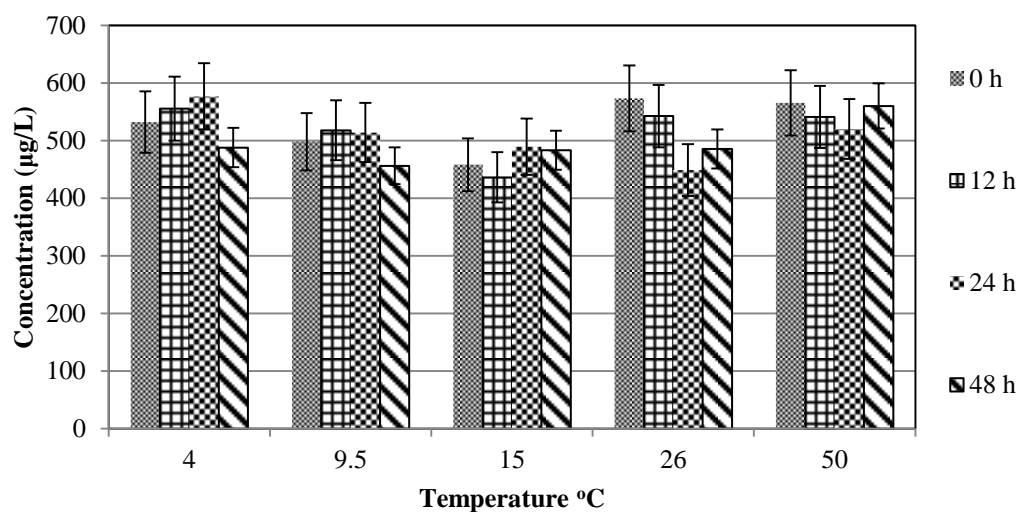 700
600
500
400
300
200
100
0
Concentration (µg/L)
4 9.5 15 26 50
Temperature ºC
0 h
12 h
24 h
48 h